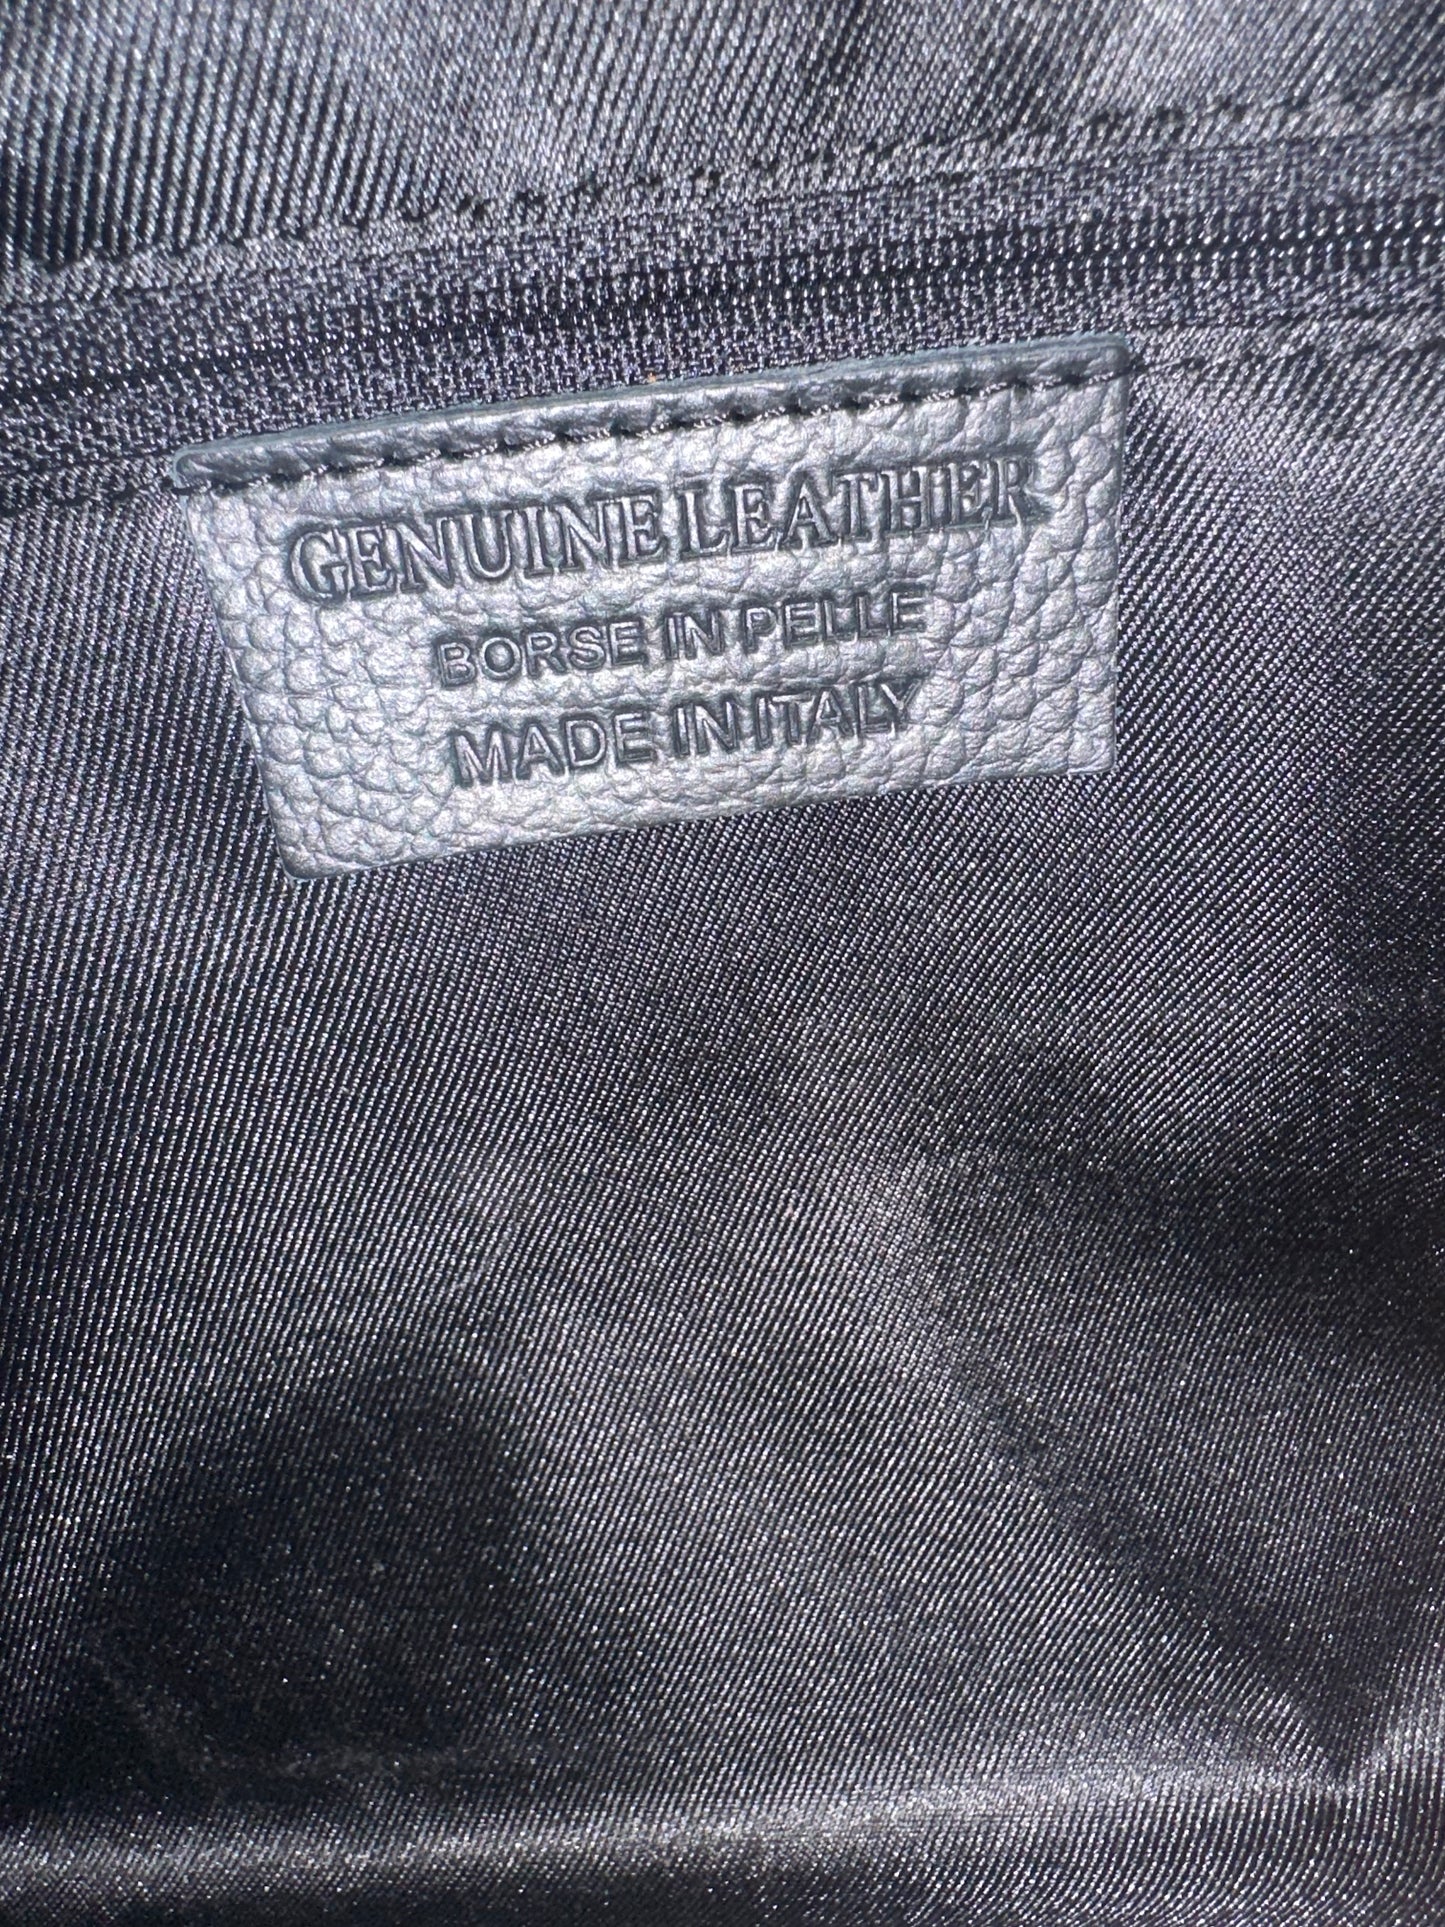 GENUINE LEATHER
BORSE IN PELLE
MADE IN ITALY